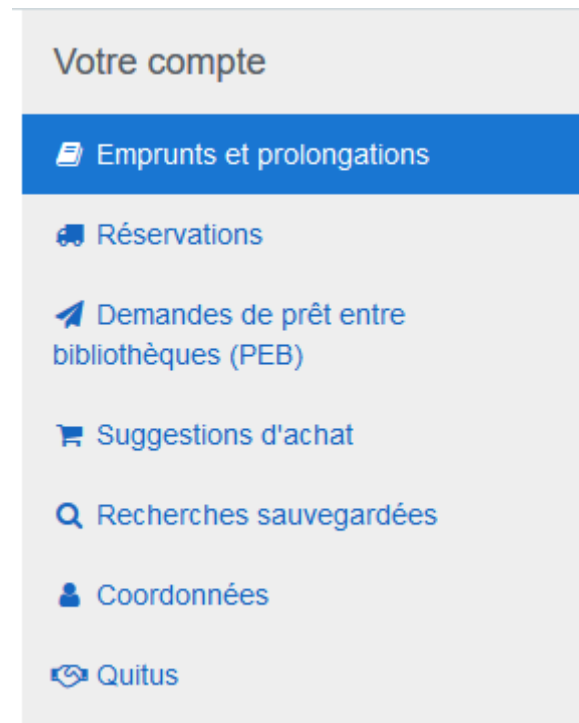 Votre compte
Emprunts et prolongations
Réservations
Demandes de prêt entre
bibliothèques (PEB)
Suggestions d'achat
Recherches sauvegardées
Coordonnées
Quitus